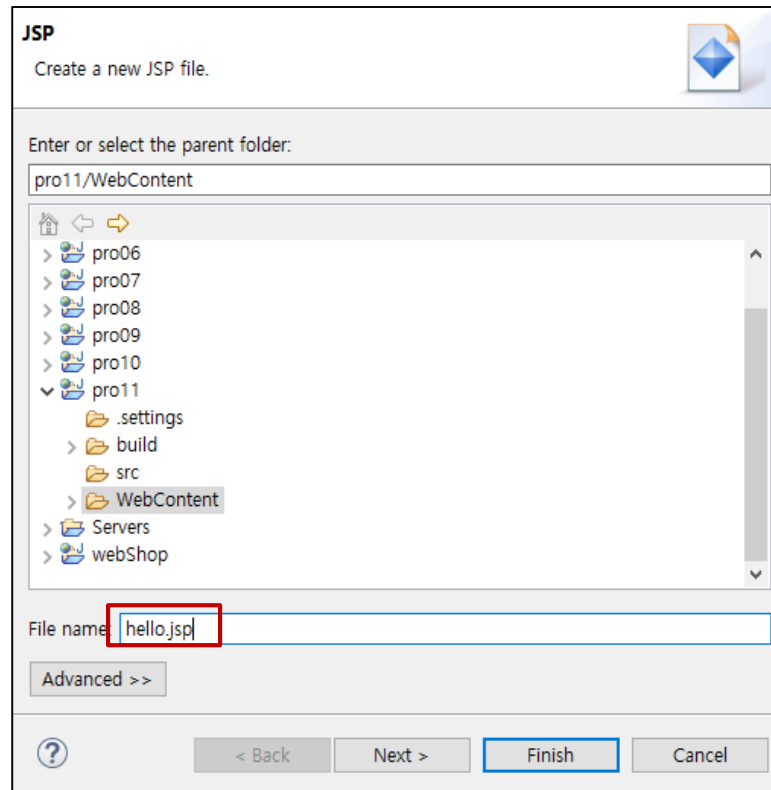 JSP
Create a new JSP file.
Enter or select the parent folder:
pro11/WebContent
pro06
pro07
pro08
pro09
pro10
pro11
.settings
build
src
WebContent
Servers
webShop
File name: hello.jsp
Advanced >>
? < Back Next > Finish Cancel